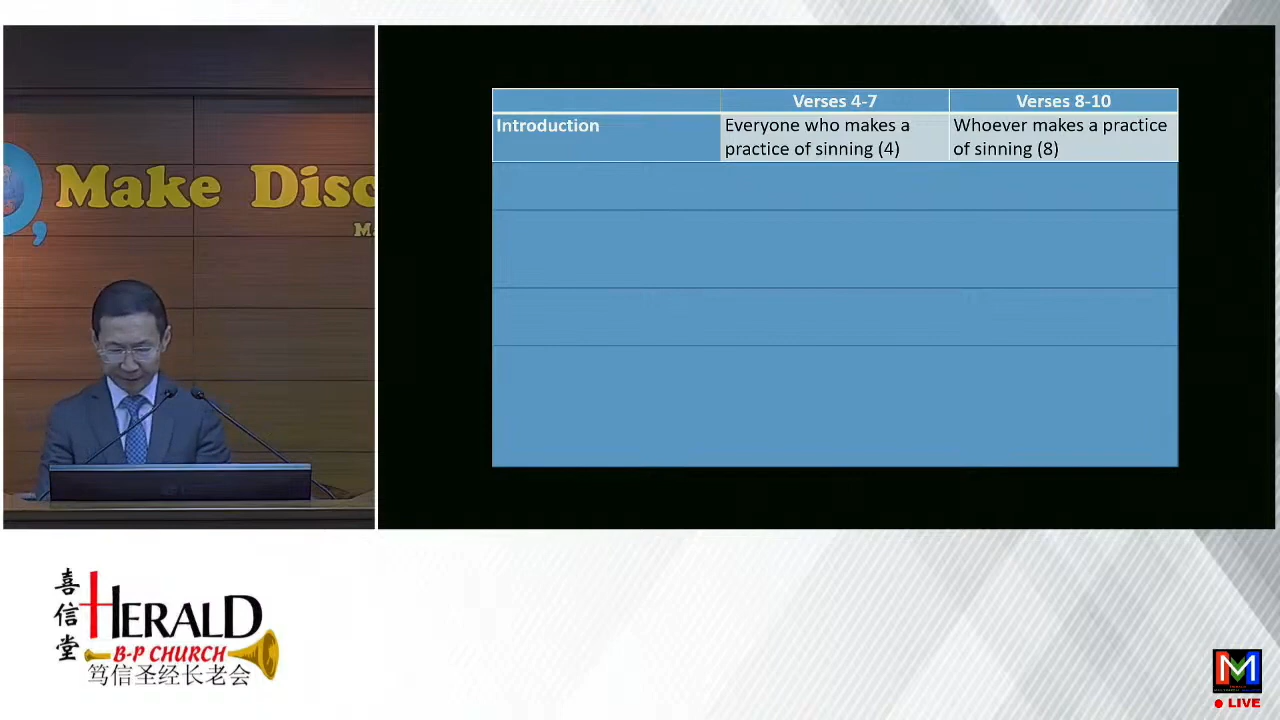 Make Disc
M
Verses 4-7
Verses 8-10
Introduction
Everyone who makes a
practice of sinning (4)
Whoever makes a practice
of sinning (8)
喜信堂
HERALD
B-P CHURCH
笃信圣经长老会
M
LIVE